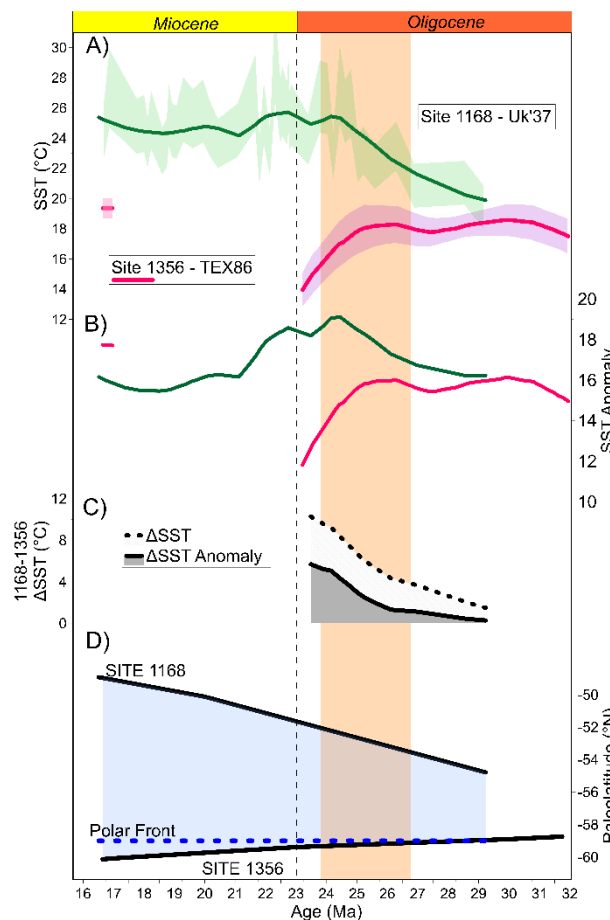 Miocene Oligocene
A)
30
28
26
24
22
20
18
16
14
12
SST (°C)
Site 1168 - Uk'37
Site 1356 - TEX86
B)
20
18
16
14
12
10
SST Anomaly
C)
12
8
4
0
1168-1356
ΔSST (°C)
ΔSST
ΔSST Anomaly
D)
SITE 1168
-50
-52
-54
-56
-58
-60
Paleolatitude (°N)
Polar Front
SITE 1356
16 17 18 19 20 21 22 23 24 25 26 27 28 29 30 31 32
Age (Ma)